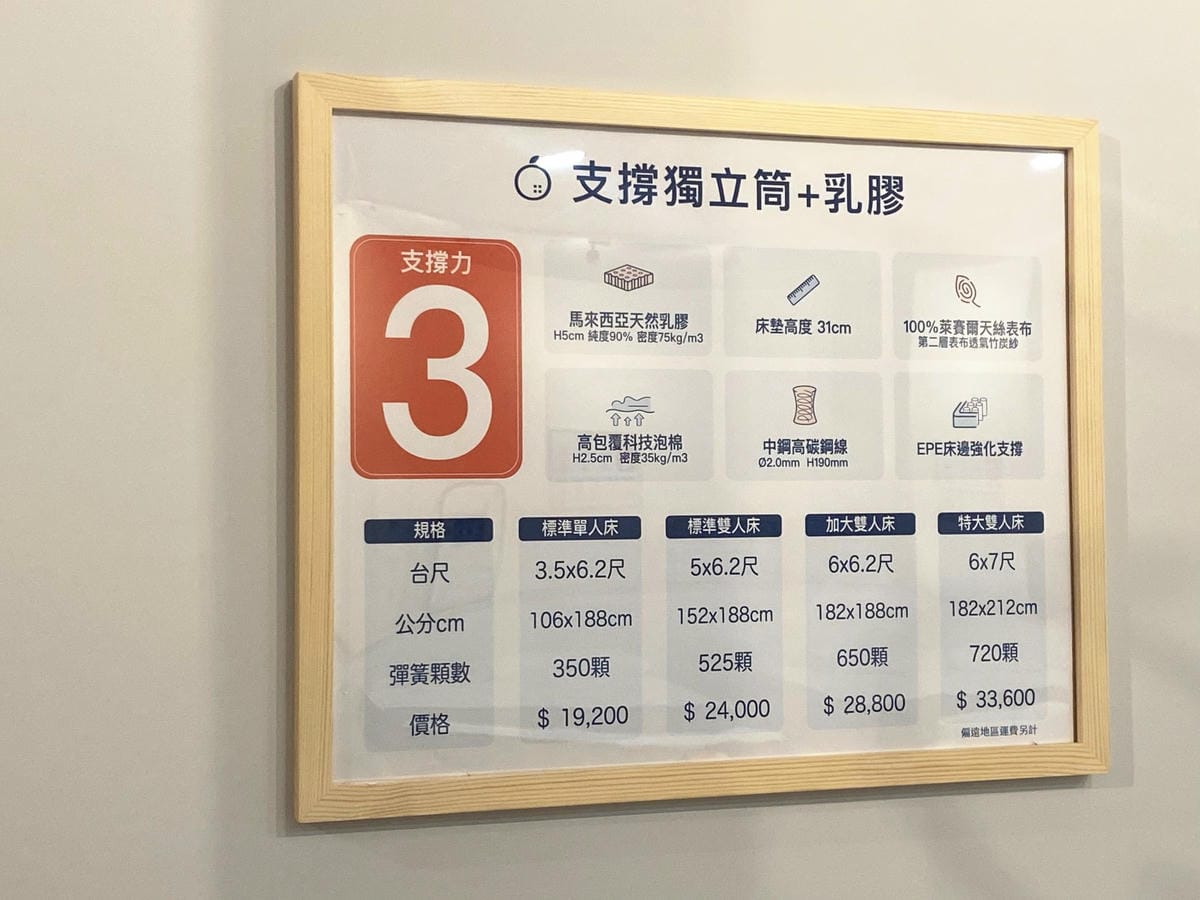 支撐獨立筒+乳膠
支撐力
3
馬來西亞天然乳膠
H5cm 純度90% 密度75kg/m3
床墊高度 31cm
100%萊賽爾天絲表布
第二層表布透氣竹炭紗
高包覆科技泡棉
H2.5cm 密度35kg/m3
中鋼高碳鋼線
Ø2.0mm H190mm
EPE床邊強化支撐
規格 標準單人床 標準雙人床 加大雙人床 特大雙人床
台尺 3.5x6.2尺 5x6.2尺 6x6.2尺 6x7尺
公分cm 106x188cm 152x188cm 182x188cm 182x212cm
彈簧顆數 350顆 525顆 650顆 720顆
價格 $ 19,200 $ 24,000 $ 28,800 $ 33,600
偏遠地區運費另計